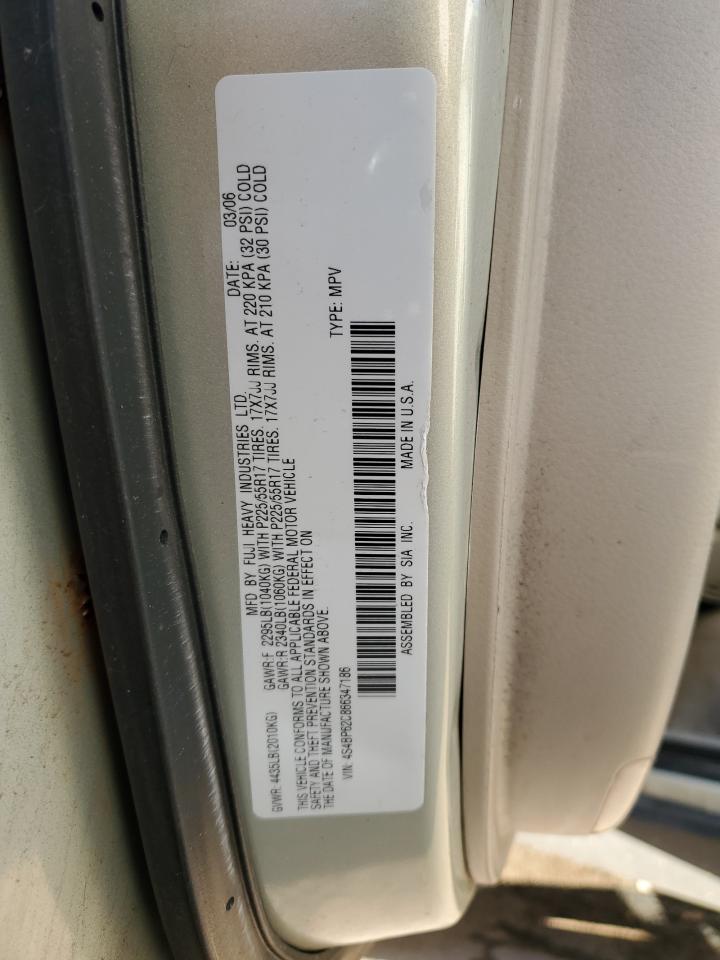 MFD BY FUJI HEAVY INDUSTRIES LTD. DATE: 03/06
GVWR: 4435LB(2010KG) GAWR:F 2295LB(1040KG) WITH P225/55R17 TIRES. 17X7JJ RIMS. AT 220 KPA (32 PSI) COLD
GAWR:R 2340LB(1060KG) WITH P225/55R17 TIRES. 17X7JJ RIMS. AT 210 KPA (30 PSI) COLD
THIS VEHICLE CONFORMS TO ALL APPLICABLE FEDERAL MOTOR VEHICLE
SAFETY AND THEFT PREVENTION STANDARDS IN EFFECT ON
THE DATE OF MANUFACTURE SHOWN ABOVE.
VIN: 4S4BP62C866347186 TYPE: MPV
ASSEMBLED BY SIA INC. MADE IN U.S.A.